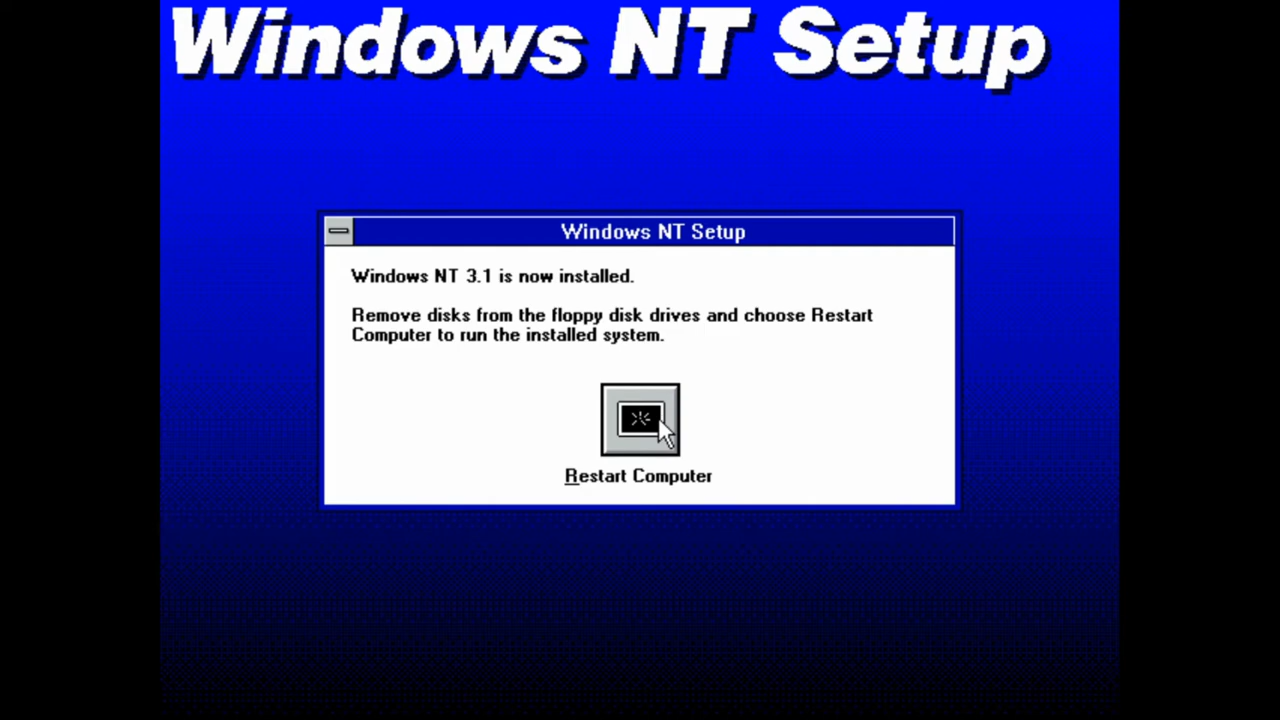 Windows NT Setup
Windows NT Setup
Windows NT 3.1 is now installed.
Remove disks from the floppy disk drives and choose Restart
Computer to run the installed system.
Restart Computer